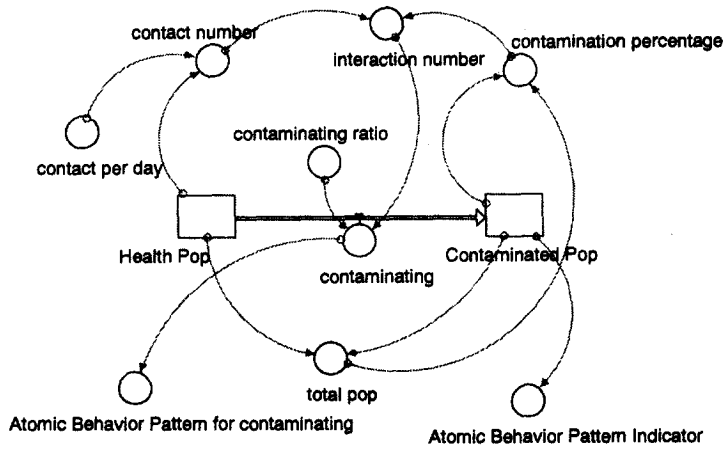 contact number
interaction number
contamination percentage
contaminating ratio
contact per day
Health Pop
Contaminated Pop
contaminating
total pop
Atomic Behavior Pattern for contaminating
Atomic Behavior Pattern Indicator